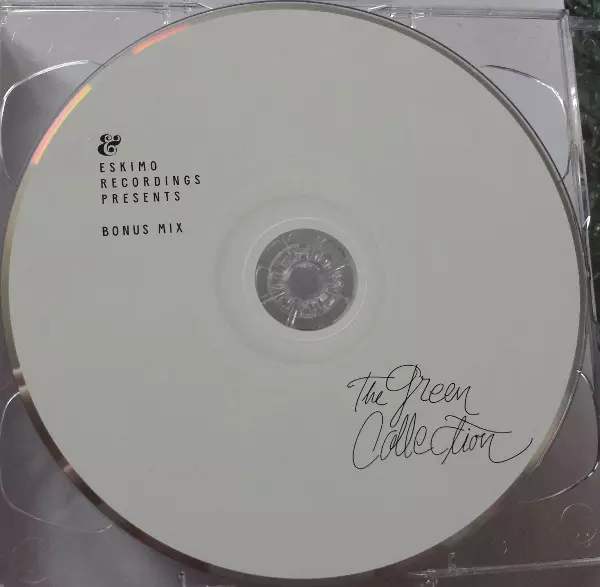 &
ESKIMO
RECORDINGS
PRESENTS
BONUS MIX
The Green
Collection